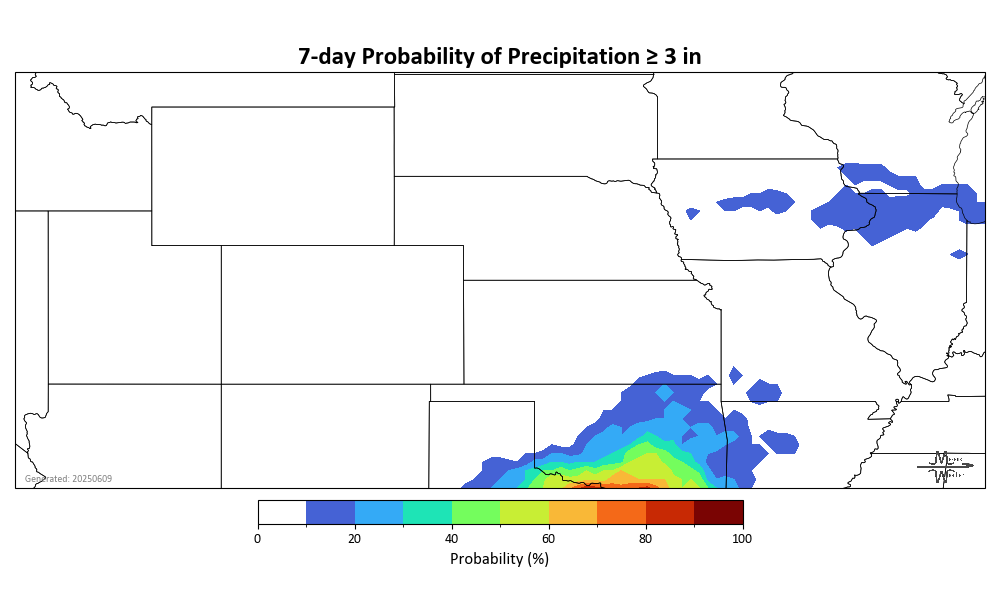 7-day Probability of Precipitation ≥ 3 in
Generated: 20250609
0 20 40 60 80 100
Probability (%)